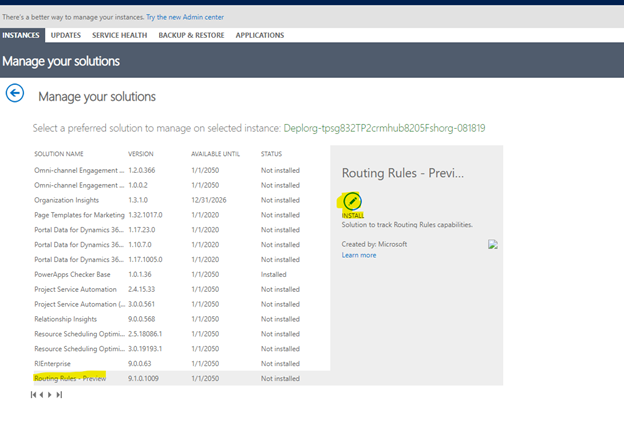 There's a better way to manage your instances. Try the new Admin center
INSTANCES UPDATES SERVICE HEALTH BACKUP & RESTORE APPLICATIONS
Manage your solutions
Manage your solutions
Select a preferred solution to manage on selected instance: Deplorg-tpsg832TP2crmhub8205Fshorg-081819
SOLUTION NAME VERSION AVAILABLE UNTIL STATUS
Omni-channel Engagement ... 1.2.0.366 1/1/2050 Not installed
Omni-channel Engagement ... 1.0.0.2 1/1/2050 Not installed
Organization Insights 1.3.1.0 12/31/2026 Not installed
Page Templates for Marketing 1.32.1017.0 1/1/2020 Not installed
Portal Data for Dynamics 36... 1.17.23.0 1/1/2020 Not installed
Portal Data for Dynamics 36... 1.10.7.0 1/1/2020 Not installed
Portal Data for Dynamics 36... 1.17.1005.0 1/1/2020 Not installed
PowerApps Checker Base 1.0.1.36 1/1/2050 Installed
Project Service Automation 2.4.15.33 1/1/2050 Not installed
Project Service Automation (... 3.0.0.561 1/1/2050 Not installed
Relationship Insights 9.0.0.568 1/1/2050 Not installed
Resource Scheduling Optimi... 2.5.18086.1 1/1/2050 Not installed
Resource Scheduling Optimi... 3.0.19193.1 1/1/2050 Not installed
RIEnterprise 9.0.0.63 1/1/2050 Not installed
Routing Rules - Preview 9.1.0.1009 1/1/2050 Not installed
Routing Rules - Previ...
INSTALL
Solution to track Routing Rules capabilities.
Created by: Microsoft
Learn more